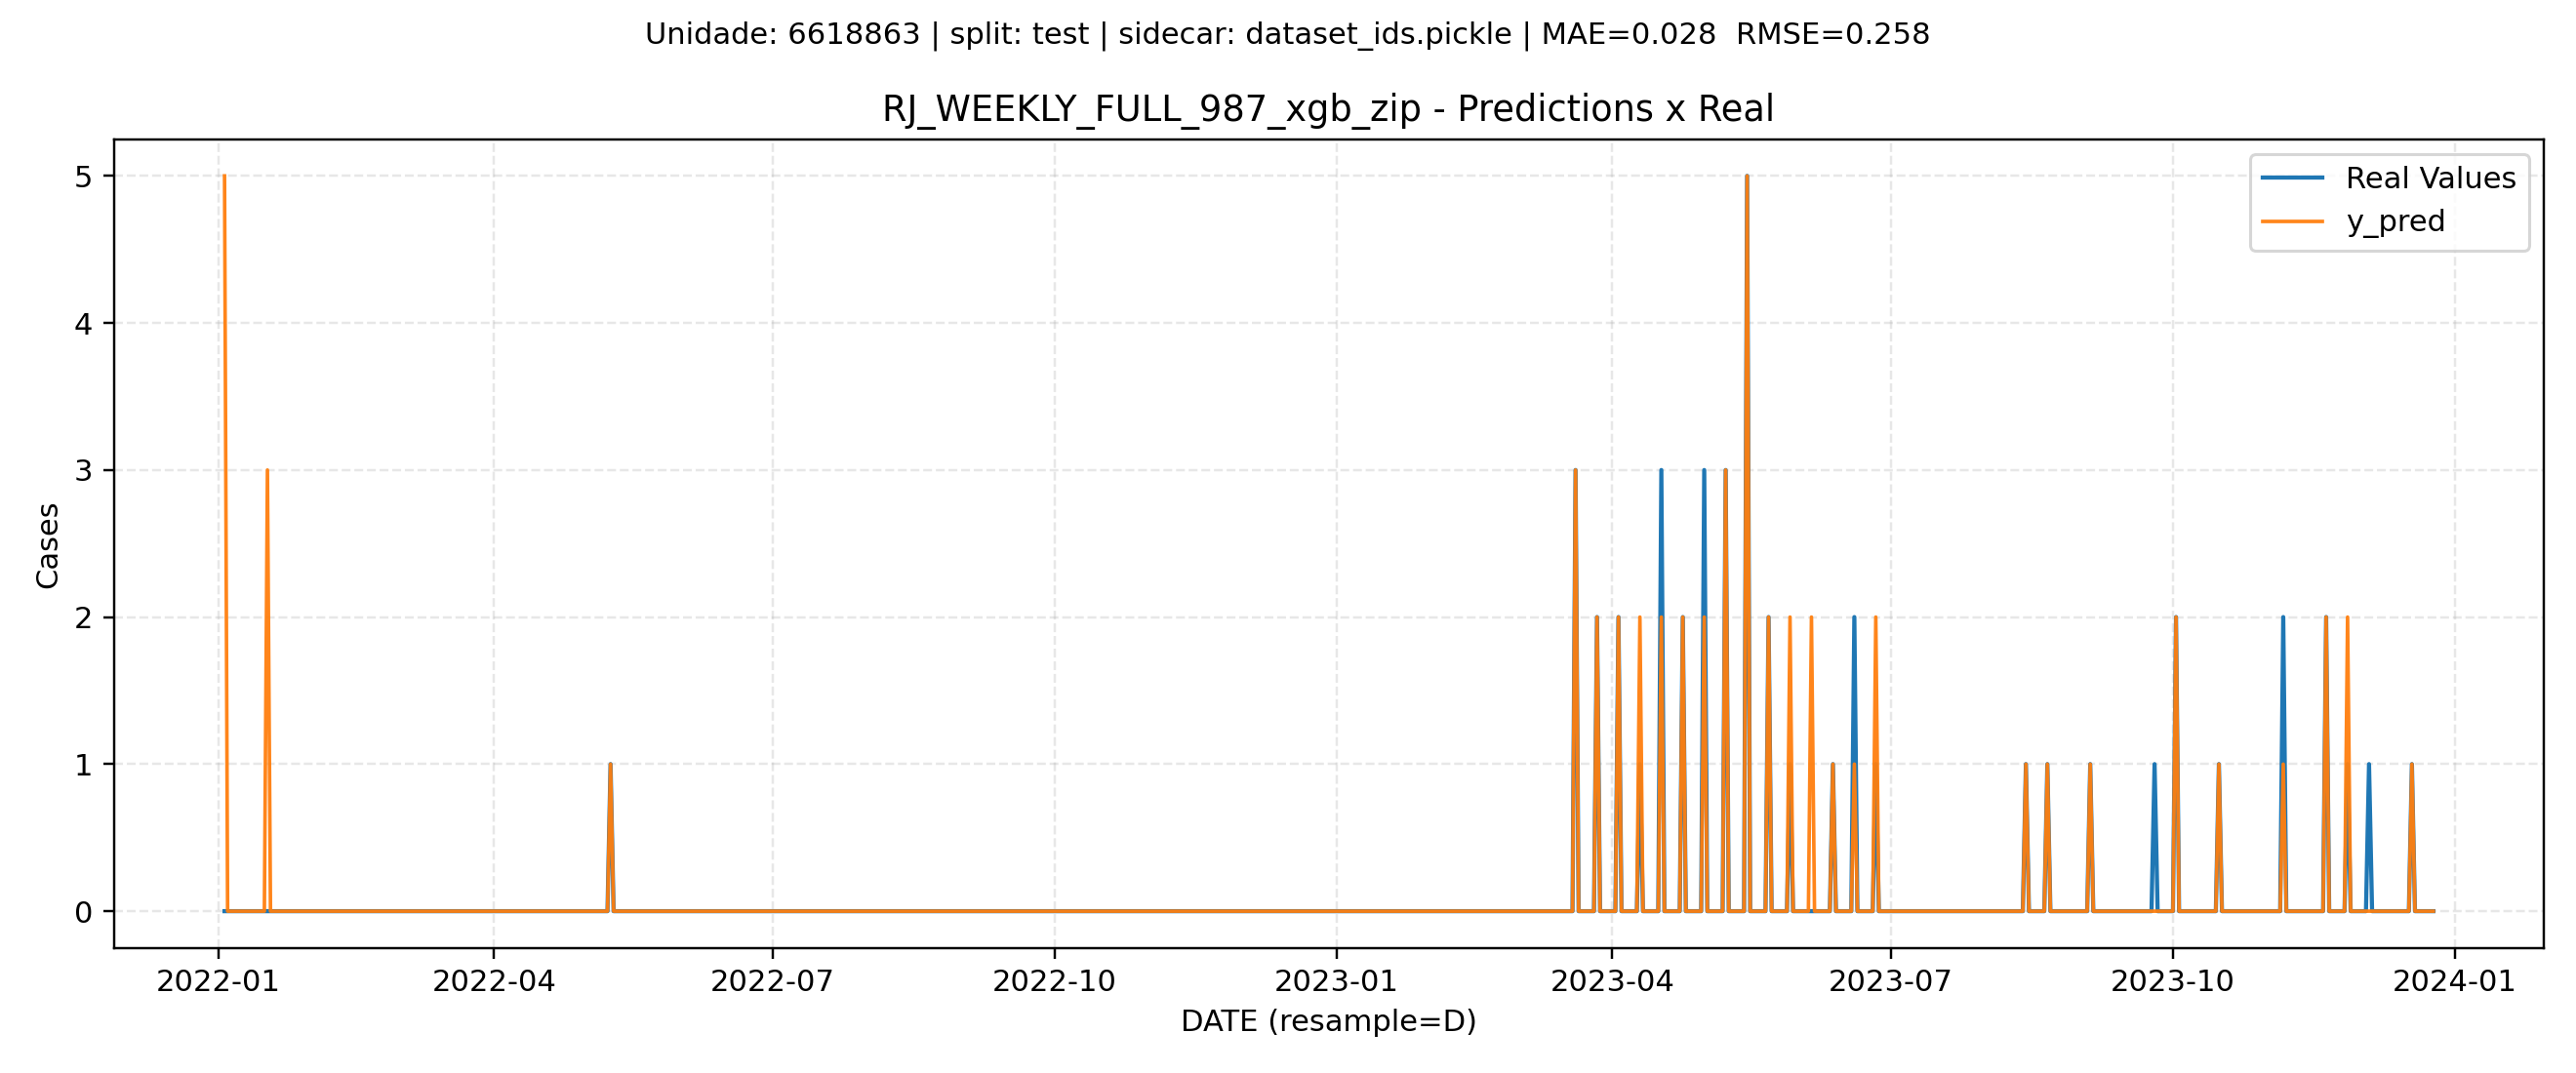 Unidade: 6618863 | split: test | sidecar: dataset_ids.pickle | MAE=0.028  RMSE=0.258
RJ_WEEKLY_FULL_987_xgb_zip - Predictions x Real
Real Values
y_pred
5
4
3
2
1
0
Cases
2022-01 2022-04 2022-07 2022-10 2023-01 2023-04 2023-07 2023-10 2024-01
DATE (resample=D)